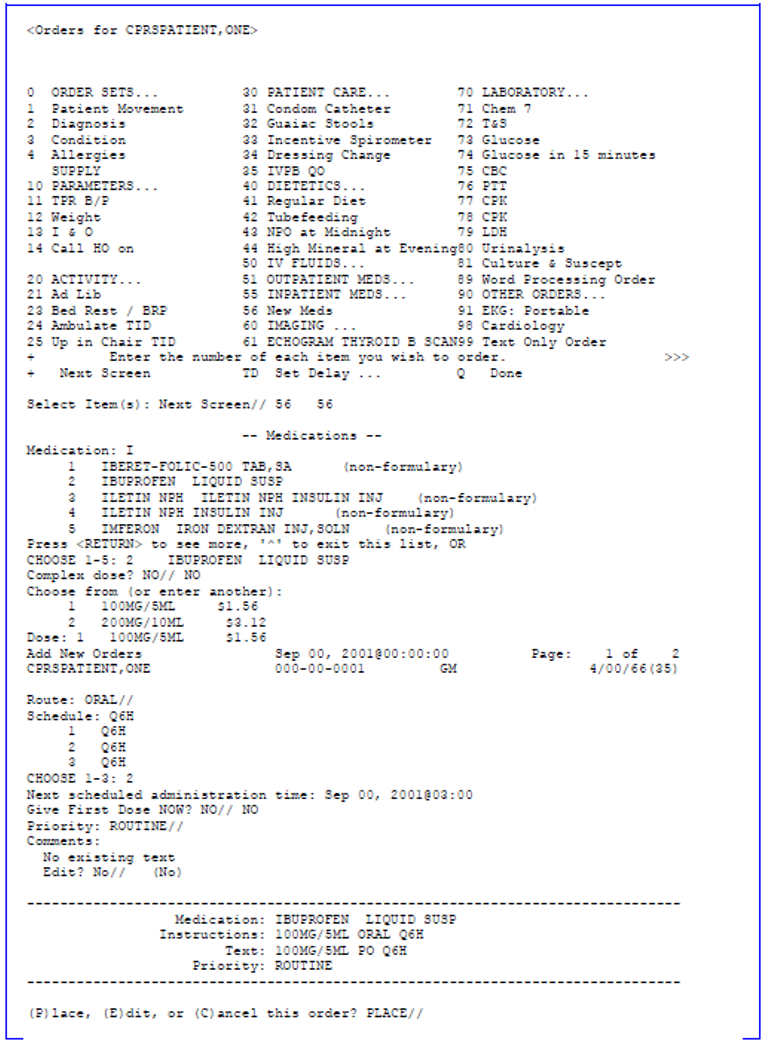 <Orders for CPRSPATIENT,ONE>
0  ORDER SETS...          30 PATIENT CARE...        70 LABORATORY...
1  Patient Movement       31 Condom Catheter        71 Chem 7
2  Diagnosis              32 Guaiac Stools          72 T&S
3  Condition              33 Incentive Spirometer   73 Glucose
4  Allergies              34 Dressing Change        74 Glucose in 15 minutes
   SUPPLY                 35 IVPB QO                75 CBC
10 PARAMETERS...          40 DIETETICS...           76 PTT
11 TPR B/P                41 Regular Diet           77 CPK
12 Weight                 42 Tubefeeding            78 CPK
13 I & O                  43 NPO at Midnight        79 LDH
14 Call HO on             44 High Mineral at Evening80 Urinalysis
                          50 IV FLUIDS...           81 Culture & Suscept
20 ACTIVITY...            51 OUTPATIENT MEDS...     89 Word Processing Order
21 Ad Lib                 55 INPATIENT MEDS...      90 OTHER ORDERS...
23 Bed Rest / BRP         56 New Meds               91 EKG: Portable
24 Ambulate TID           60 IMAGING ...            98 Cardiology
25 Up in Chair TID        61 ECHOGRAM THYROID B SCAN99 Text Only Order
+         Enter the number of each item you wish to order.                   >>>
+   Next Screen           TD  Set Delay ...         Q   Done
Select Item(s): Next Screen// 56   56
                          -- Medications --
Medication: I
     1   IBERET-FOLIC-500 TAB,SA      (non-formulary)
     2   IBUPROFEN  LIQUID SUSP
     3   ILETIN NPH  ILETIN NPH INSULIN INJ    (non-formulary)
     4   ILETIN NPH INSULIN INJ      (non-formulary)
     5   IMFERON  IRON DEXTRAN INJ,SOLN    (non-formulary)
Press <RETURN> to see more, '^' to exit this list, OR
CHOOSE 1-5: 2    IBUPROFEN  LIQUID SUSP
Complex dose? NO// NO
Choose from (or enter another):
     1   100MG/5ML     $1.56
     2   200MG/10ML     $3.12
Dose: 1   100MG/5ML    $1.56
Add New Orders                Sep 00, 2001@00:00:00          Page:    1 of    2
CPRSPATIENT,ONE               000-00-0001         GM                4/00/66(35)
Route: ORAL//
Schedule: Q6H
     1   Q6H
     2   Q6H
     3   Q6H
CHOOSE 1-3: 2
Next scheduled administration time: Sep 00, 2001@03:00
Give First Dose NOW? NO// NO
Priority: ROUTINE//
Comments:
  No existing text
  Edit? No//   (No)
-------------------------------------------------------------------------------
                  Medication: IBUPROFEN  LIQUID SUSP
                Instructions: 100MG/5ML ORAL Q6H
                        Text: 100MG/5ML PO Q6H
                    Priority: ROUTINE
-------------------------------------------------------------------------------
(P)lace, (E)dit, or (C)ancel this order? PLACE//